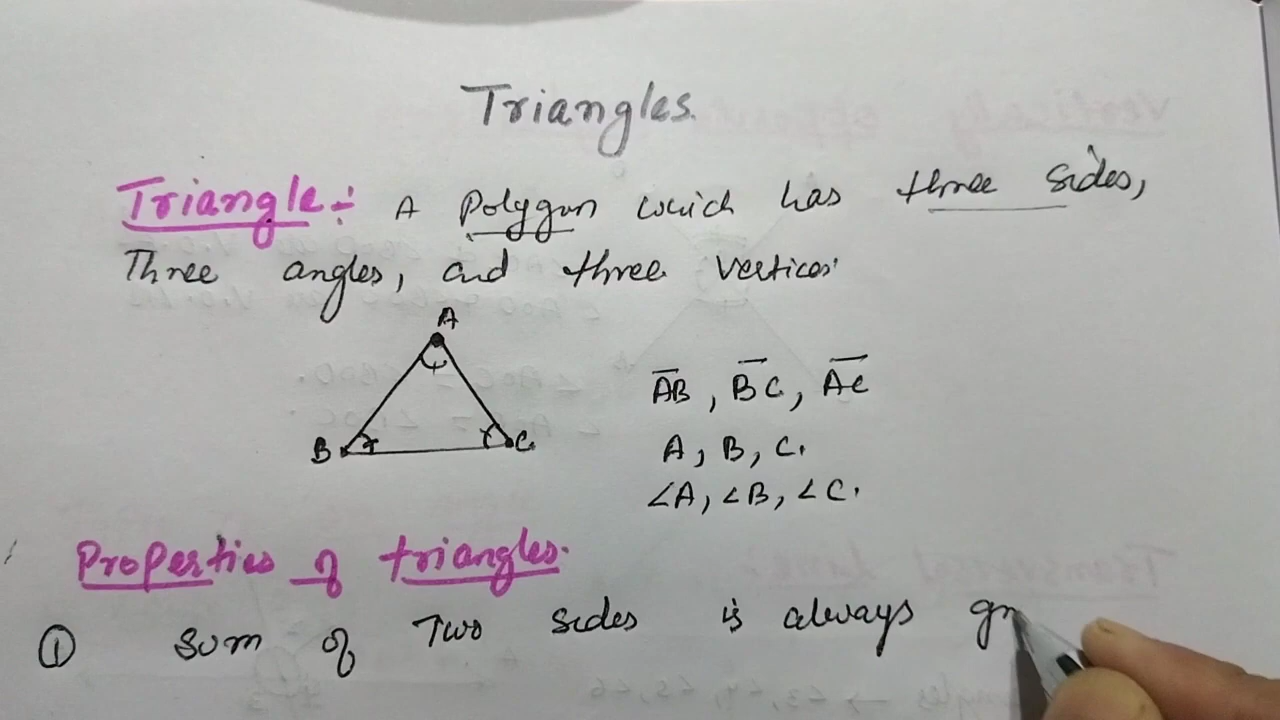 Triangles.
Triangle:- A Polygon which has three sides,
Three angles, and three vertices.
A
B
C
AB, BC, AC
A, B, C.
∠A, ∠B, ∠C.
Properties of triangles.
① Sum of Two sides is always gr